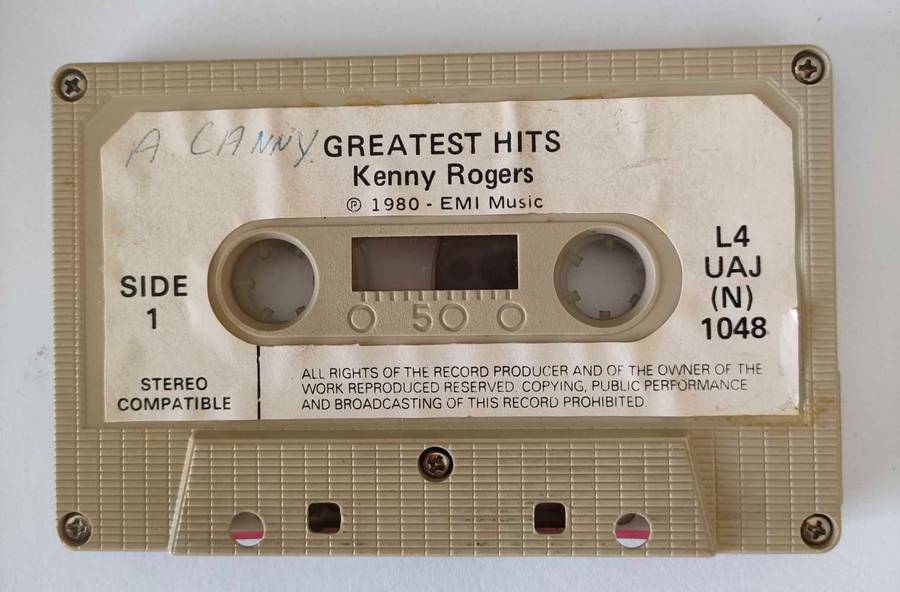 A. CANNY
GREATEST HITS
Kenny Rogers
℗ 1980 - EMI Music
SIDE
1
L4
UAJ
(N)
1048
0 50 0
STEREO
COMPATIBLE
ALL RIGHTS OF THE RECORD PRODUCER AND OF THE OWNER OF THE
WORK REPRODUCED RESERVED. COPYING, PUBLIC PERFORMANCE
AND BROADCASTING OF THIS RECORD PROHIBITED.